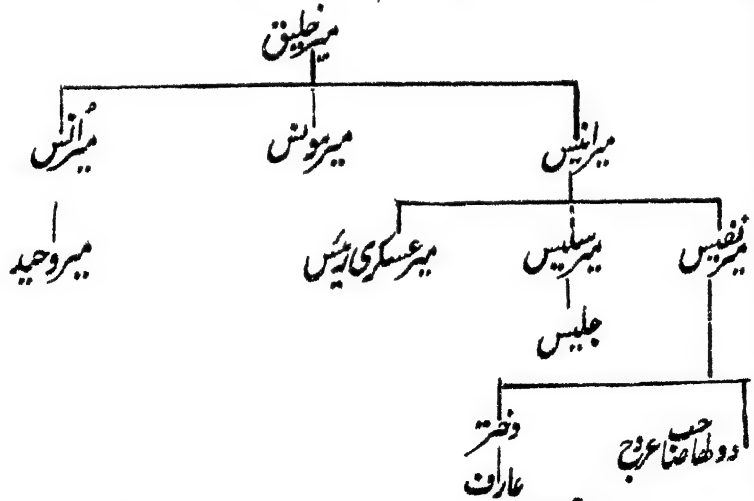 میر خلیق
میر انیس میر مونس میر اُنس
میر نفیس میر سلیس میر عسکری رئیس میر وحید
جلیس
دولھا صاحب عروج دختر
عارف